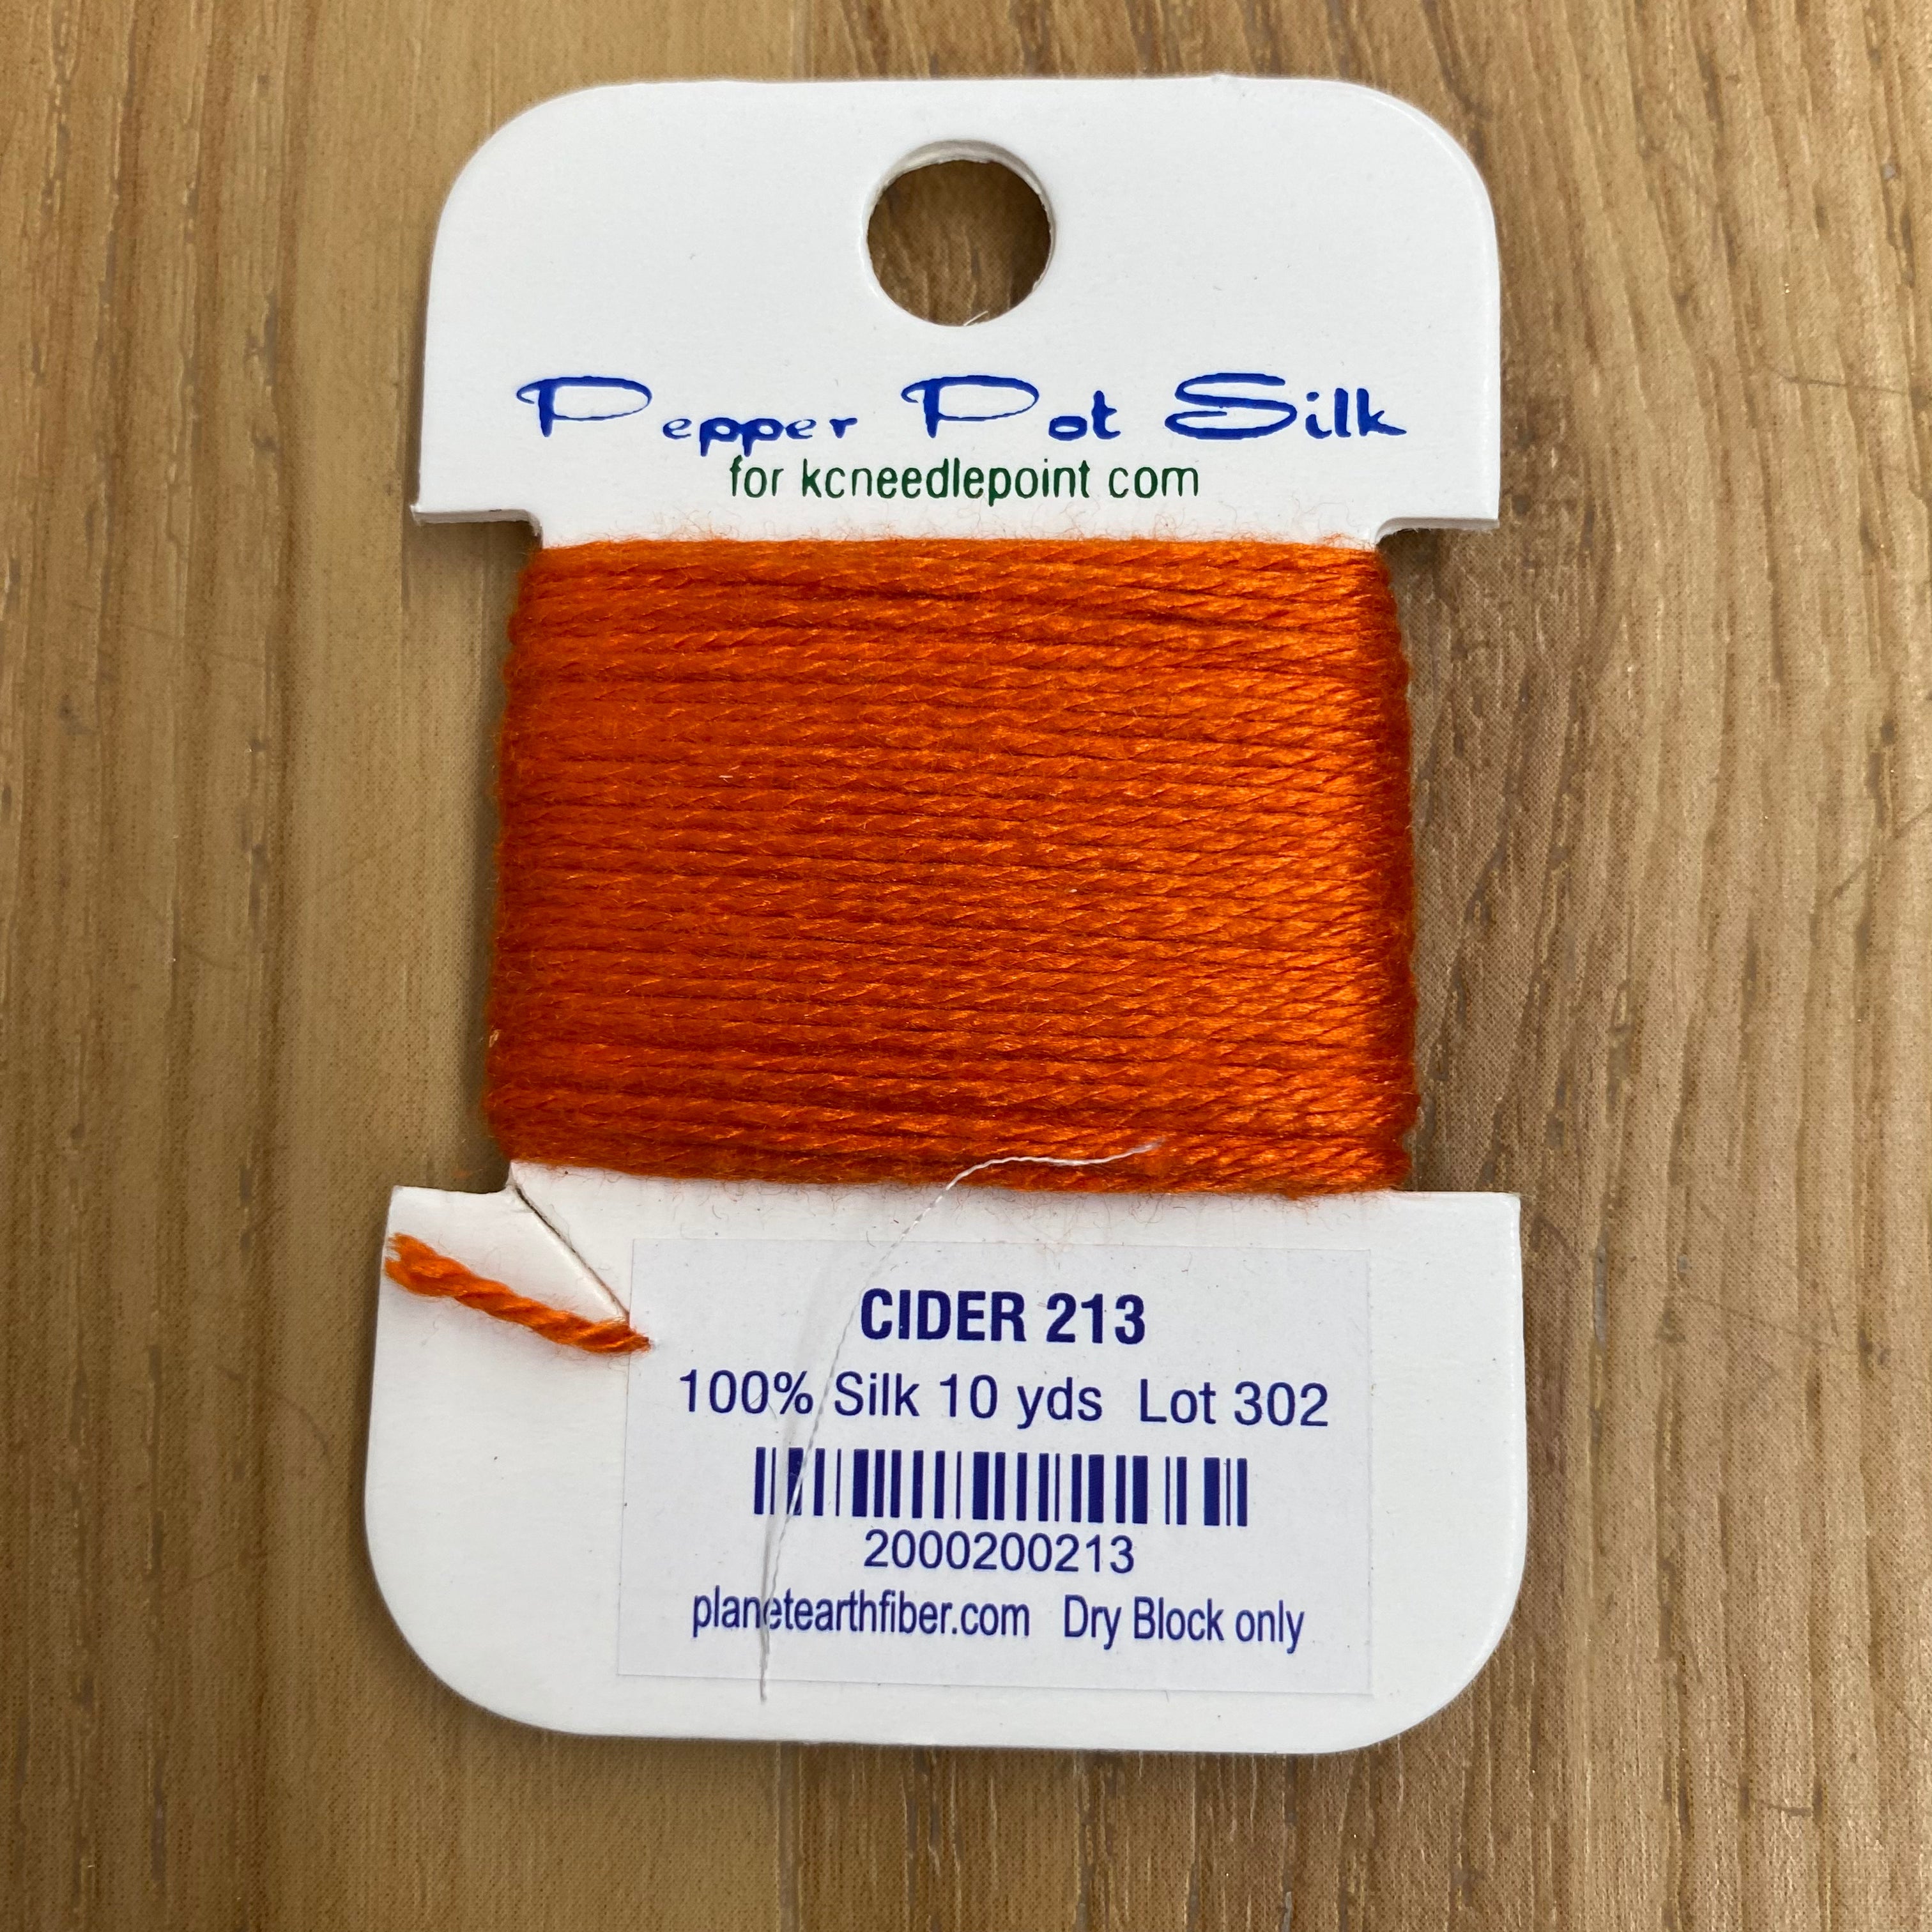 Pepper Pot Silk
for kcneedlepoint com
CIDER 213
100% Silk 10 yds Lot 302
2000200213
planetearthfiber.com Dry Block only